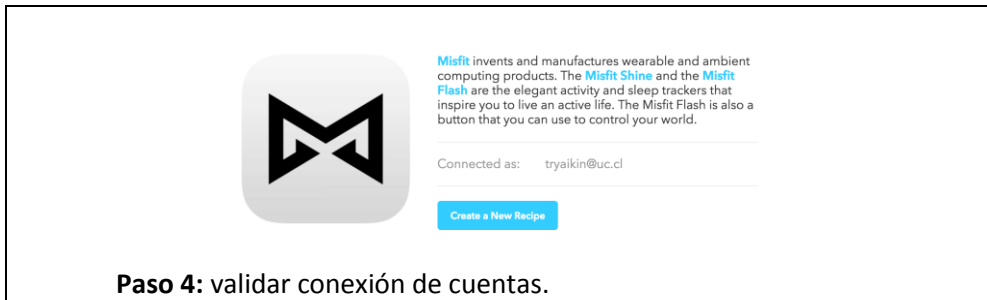 Misfit invents and manufactures wearable and ambient
computing products. The Misfit Shine and the Misfit
Flash are the elegant activity and sleep trackers that
inspire you to live an active life. The Misfit Flash is also a
button that you can use to control your world.
Connected as: tryaikin@uc.cl
Create a New Recipe
Paso 4: validar conexión de cuentas.